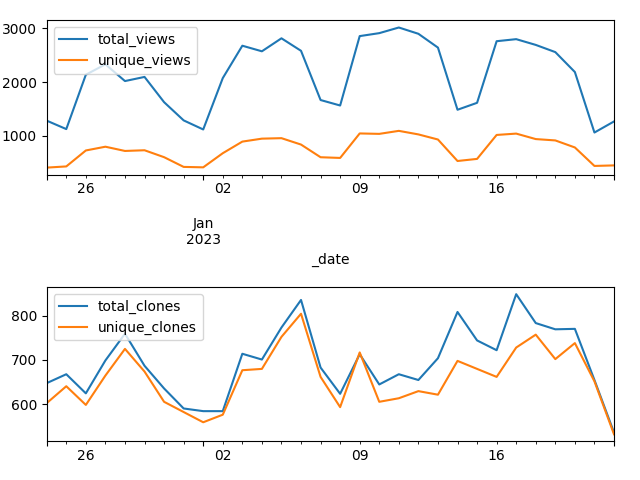 3000
2000
1000
total_views
unique_views
26
02
09
16
Jan
2023
_date
800
700
600
total_clones
unique_clones
26
02
09
16